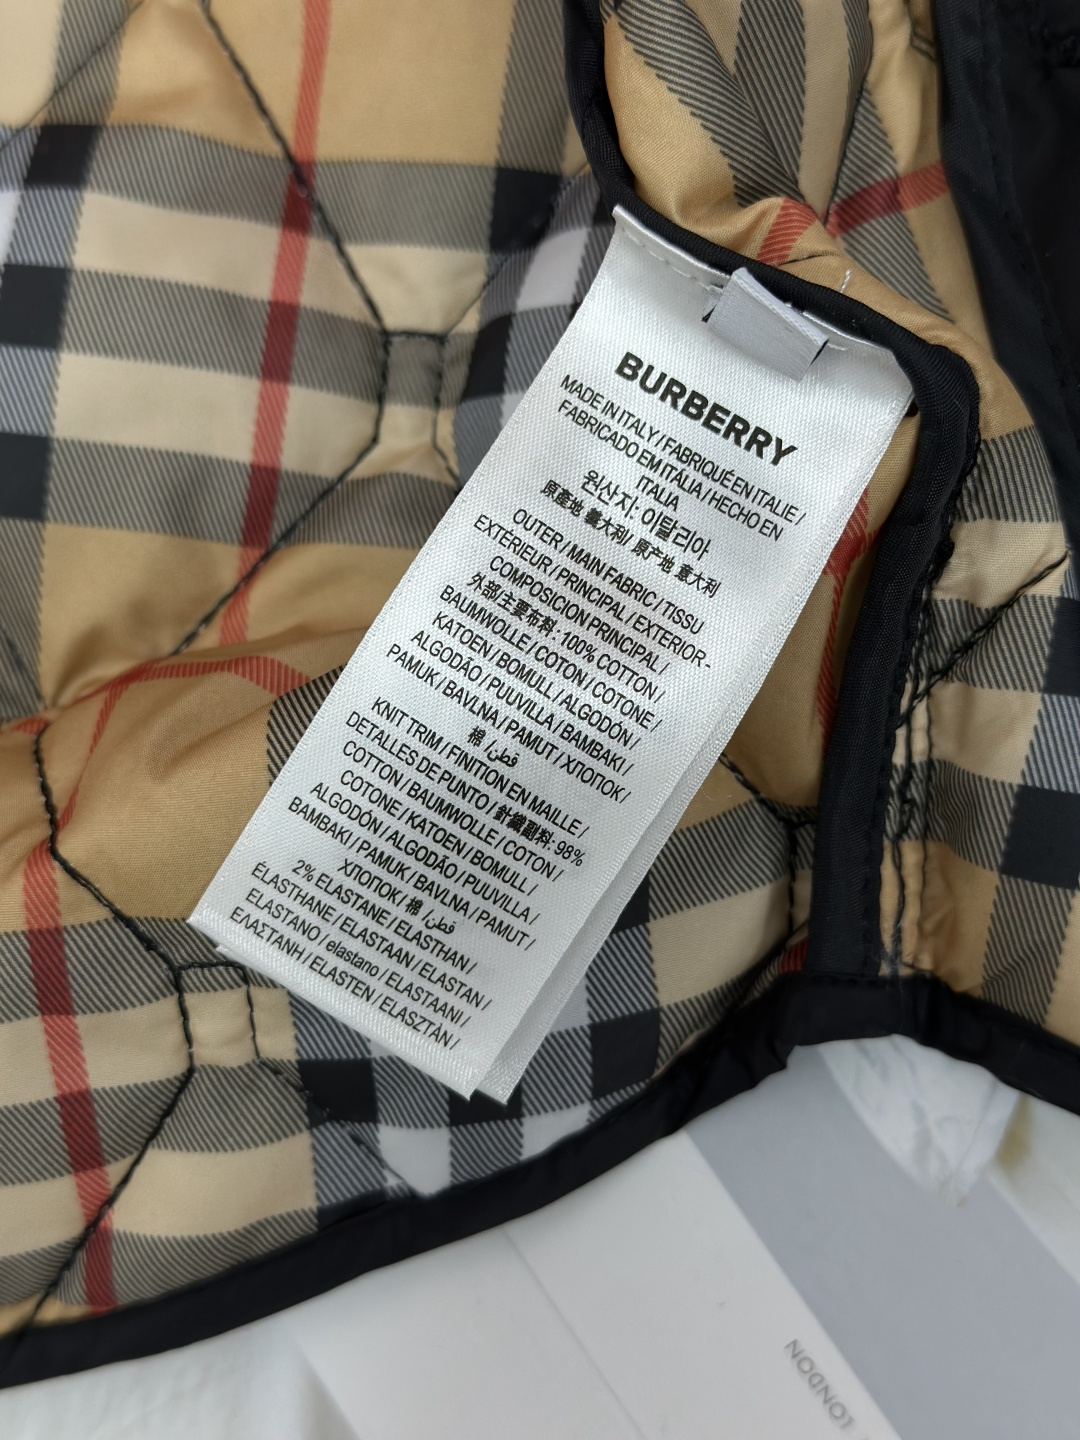 BURBERRY
MADE IN ITALY / FABRIQUÉ EN ITALIE /
FABRICADO EM ITÁLIA / HECHO EN
ITALIA
원산지: 이탈리아
原產地 義大利/ 原产地 意大利
OUTER / MAIN FABRIC / TISSU
EXTÉRIEUR / PRINCIPAL / EXTERIOR -
COMPOSICION PRINCIPAL /
外部主要布料: 100% COTTON /
BAUMWOLLE / COTON / COTONE /
KATOEN / BOMULL / ALGODÓN /
ALGODÃO / PUUVILLA / BAMBAKI /
PAMUK / BAVLNA / PAMUT / ХЛОПОК /
棉 /قطن
KNIT TRIM / FINITION EN MAILLE /
DETALLES DE PUNTO / 針織副料: 98%
COTTON / BAUMWOLLE / COTON /
COTONE / KATOEN / BOMULL /
ALGODÓN / ALGODÃO / PUUVILLA /
BAMBAKI / PAMUK / BAVLNA / PAMUT /
ХЛОПОК / 棉 /قطن
2% ELASTANE / ELASTHAN /
ÉLASTHANE / ELASTAAN / ELASTAN /
ELASTANO / elastano / ELASTAANI /
ΕΛΑΣΤΑΝΗ / ELASTEN / ELASZTÁN /
LONDON